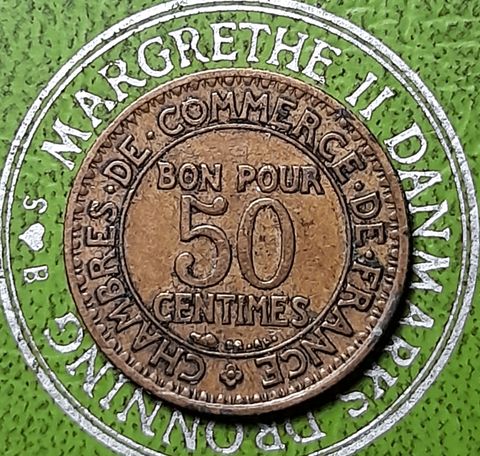 MARGRETHE II DANMARKS DRONNING
B ♥ S
CHAMBRES · DE · COMMERCE · DE · FRANCE
BON POUR
50
CENTIMES